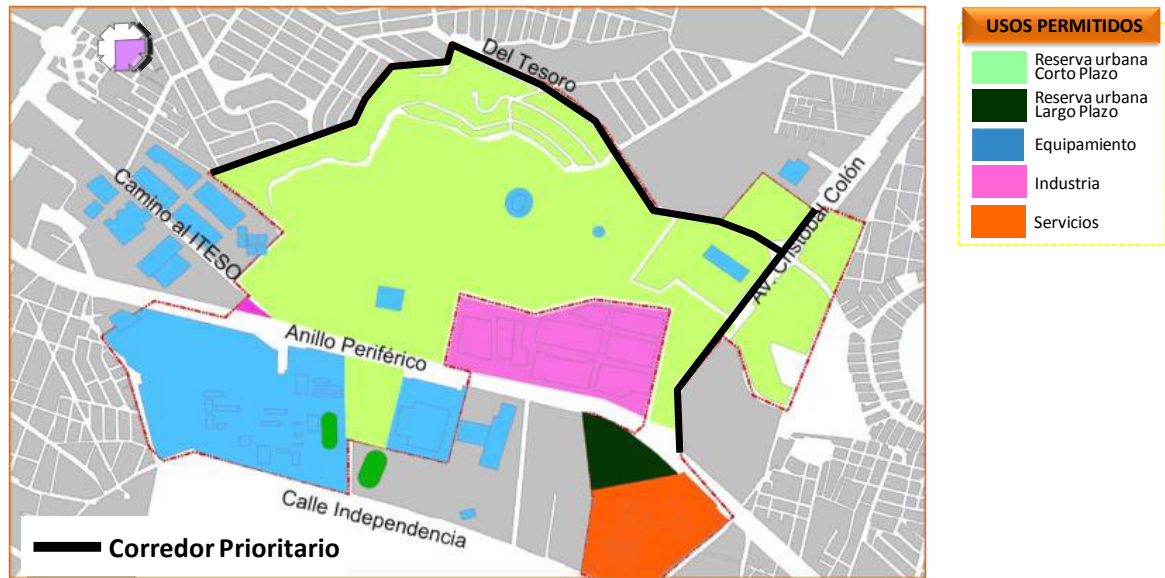 Del Tesoro
Camino al ITESO
Av. Cristobal Colón
Anillo Periférico
Calle Independencia
Corredor Prioritario
USOS PERMITIDOS
Reserva urbana
Corto Plazo
Reserva urbana
Largo Plazo
Equipamiento
Industria
Servicios